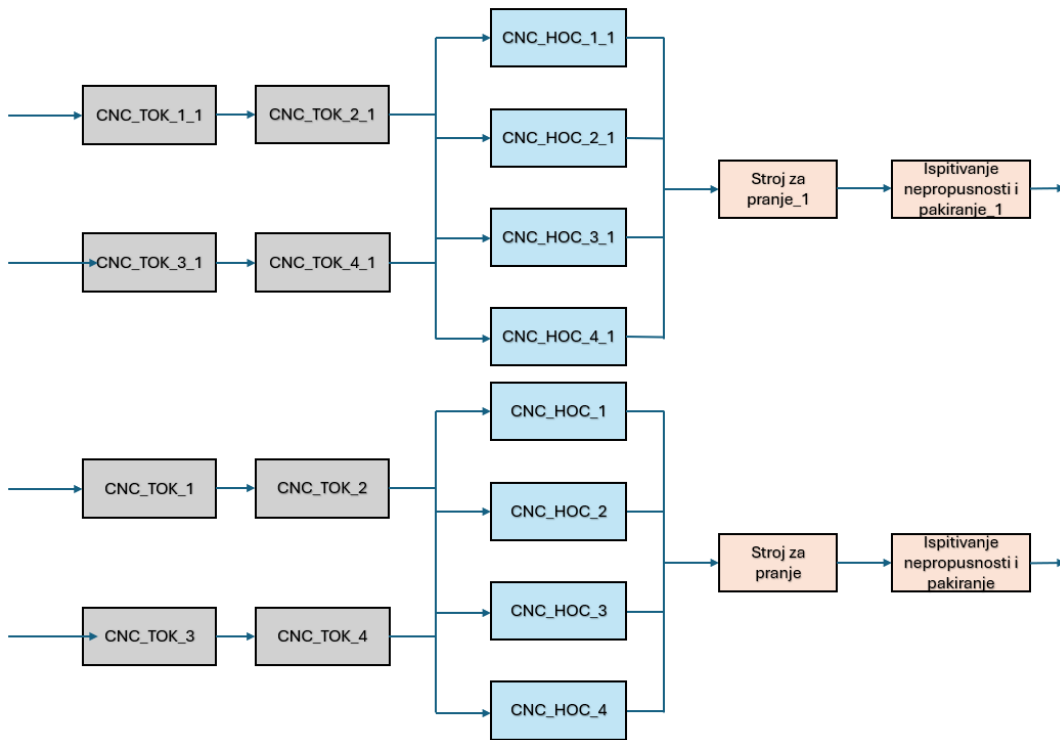 CNC_HOC_1_1
CNC_TOK_1_1
CNC_TOK_2_1
CNC_HOC_2_1
Stroj za
pranje_1
Ispitivanje
nepropusnosti i
pakiranje_1
CNC_TOK_3_1
CNC_TOK_4_1
CNC_HOC_3_1
CNC_HOC_4_1
CNC_HOC_1
CNC_TOK_1
CNC_TOK_2
CNC_HOC_2
Stroj za
pranje
Ispitivanje
nepropusnosti i
pakiranje
CNC_HOC_3
CNC_TOK_3
CNC_TOK_4
CNC_HOC_4